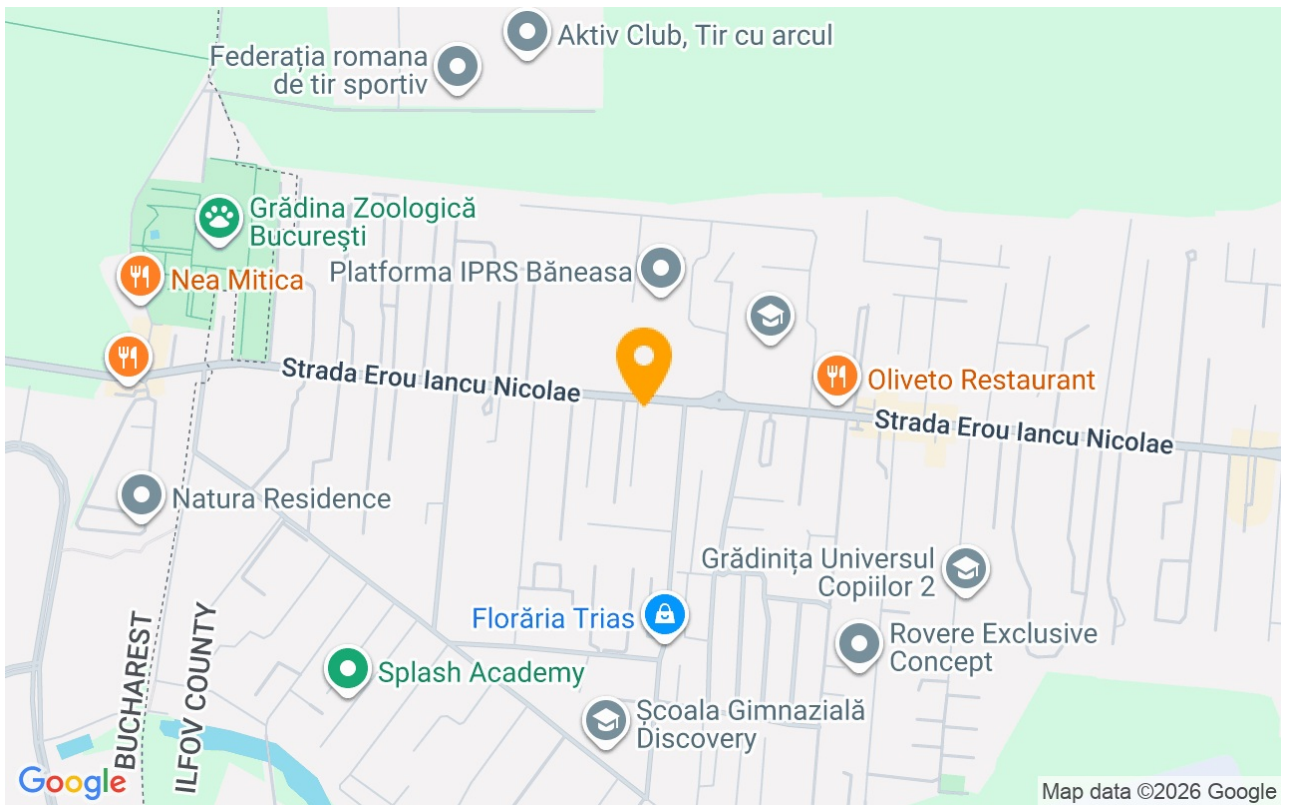 Aktiv Club, Tir cu arcul
Federația romana
de tir sportiv
Grădina Zoologică
București
Nea Mitica
Platforma IPRS Băneasa
Strada Erou Iancu Nicolae
Oliveto Restaurant
Strada Erou Iancu Nicolae
Natura Residence
Grădinița Universul
Copiilor 2
Florăria Trias
Rovere Exclusive
Concept
Splash Academy
Școala Gimnazială
Discovery
BUCHAREST
ILFOV COUNTY
Google
Map data ©2026 Google